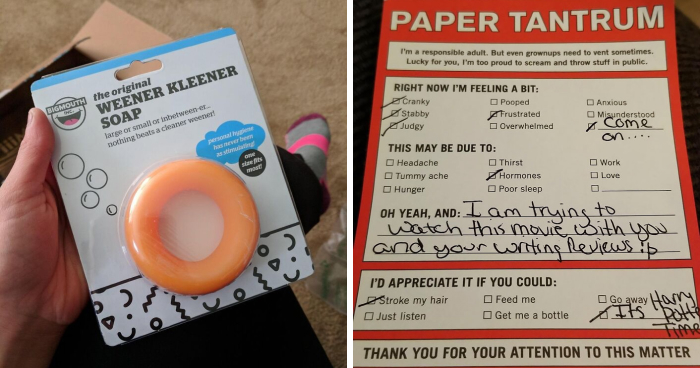 BIGMOUTH
INC.
the original
WEENER KLEENER
SOAP
large or small or inbetween-er...
nothing beats a cleaner weener!
personal hygiene
has never been
so stimulating!
one
size fits
most!
PAPER TANTRUM
I'm a responsible adult. But even grownups need to vent sometimes.
Lucky for you, I'm too proud to scream and throw stuff in public.
RIGHT NOW I'M FEELING A BIT:
Cranky Pooped Anxious
Stabby Frustrated Misunderstood
Judgy Overwhelmed come
on....
THIS MAY BE DUE TO:
Headache Thirst Work
Tummy ache Hormones Love
Hunger Poor sleep
OH YEAH, AND: I am trying to
watch this movie with you
and your writing Reviews :p
I'D APPRECIATE IT IF YOU COULD:
Stroke my hair Feed me Go away
Just listen Get me a bottle Its Harry
Potter
Time
THANK YOU FOR YOUR ATTENTION TO THIS MATTER